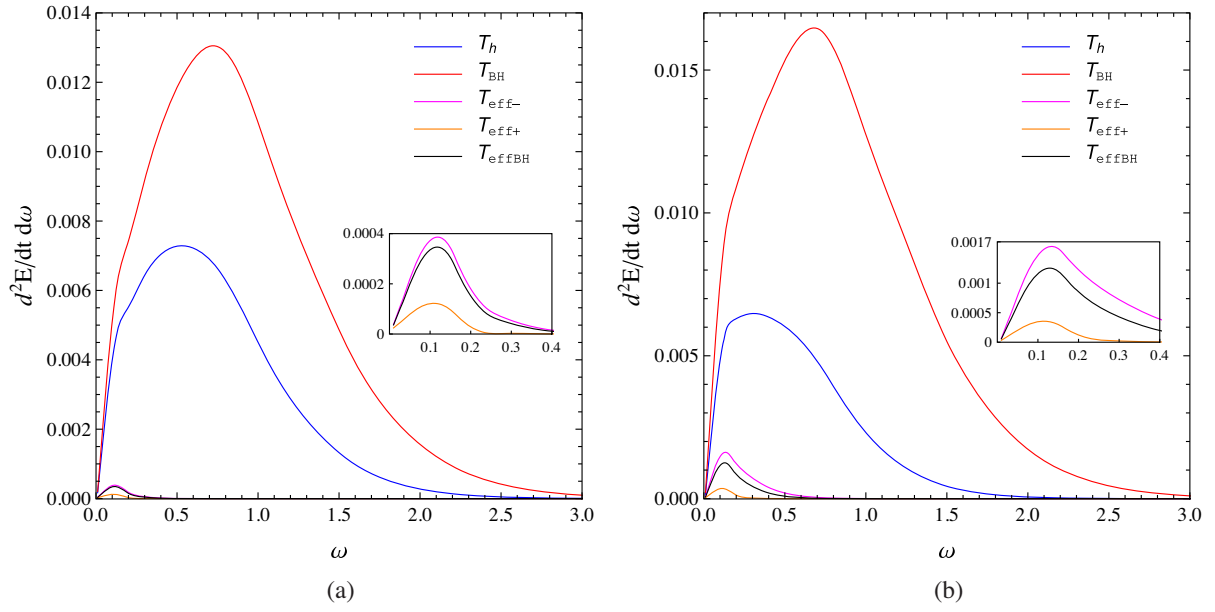 0.014
0.012
0.010
0.008
0.006
0.004
0.002
0.000
d²E/dt dω
0.0 0.5 1.0 1.5 2.0 2.5 3.0
ω
T_h
T_BH
T_eff−
T_eff+
T_effBH
0.0004
0.0002
0
0.1 0.2 0.3 0.4
(a)
0.015
0.010
0.005
0.000
d²E/dt dω
0.0 0.5 1.0 1.5 2.0 2.5 3.0
ω
T_h
T_BH
T_eff−
T_eff+
T_effBH
0.0017
0.001
0.0005
0
0.1 0.2 0.3 0.4
(b)